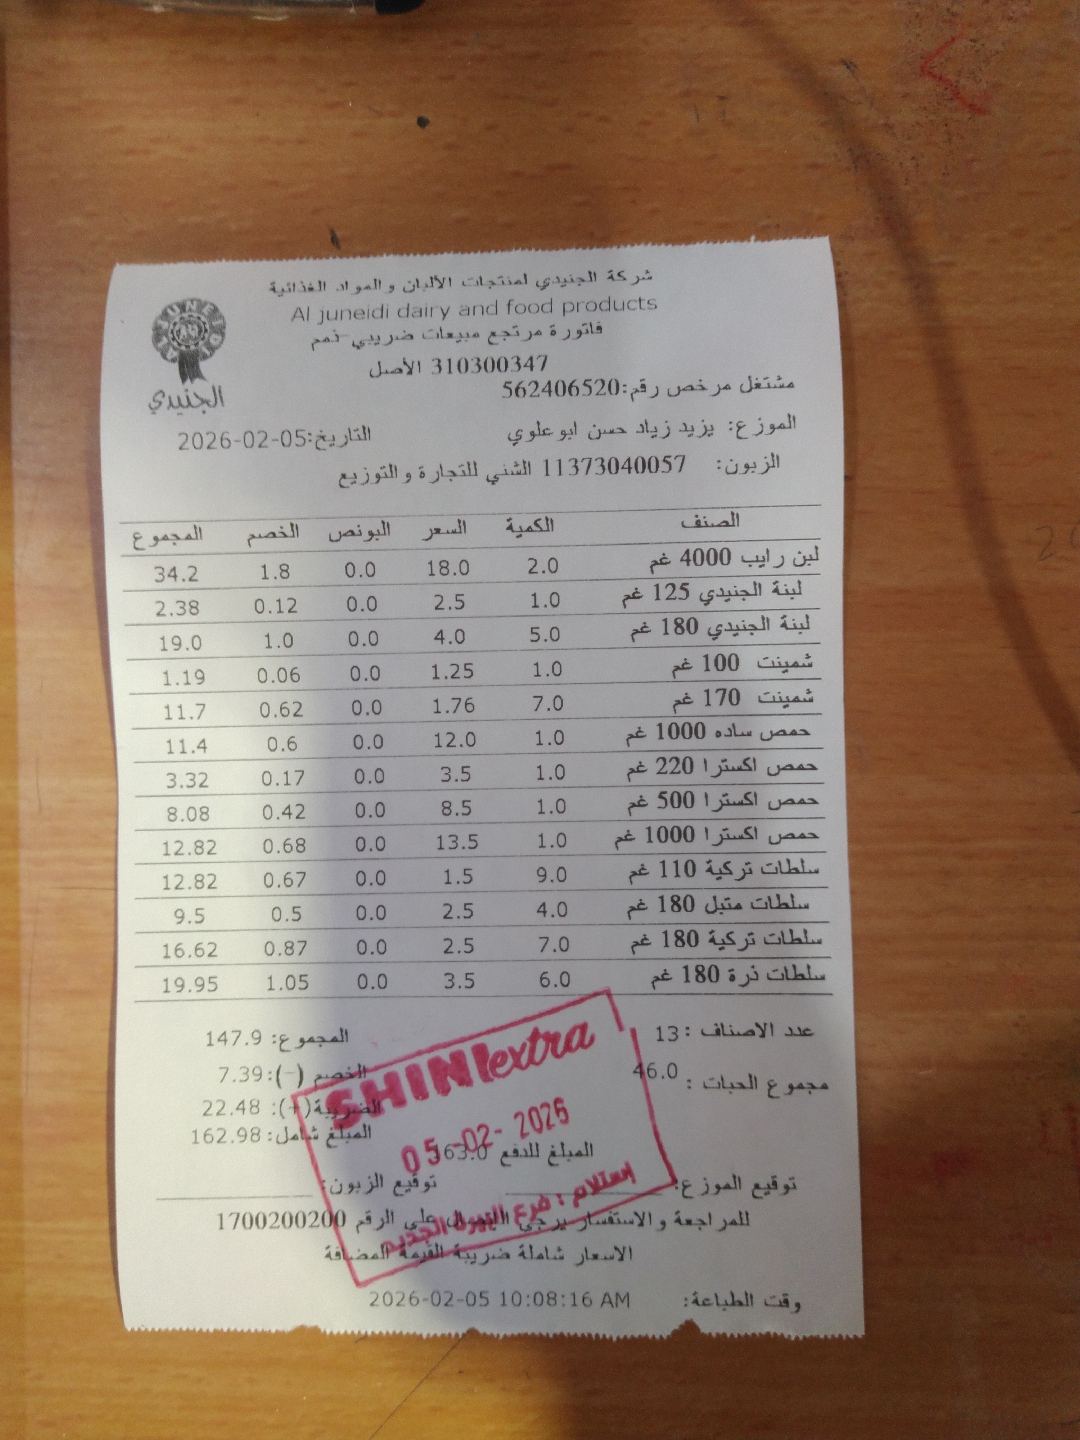 شركة الجنيدي لمنتجات الألبان والمواد الغذائية
Al juneidi dairy and food products
فاتورة مرتجع مبيعات ضريبي-ذمم
310300347 الأصل
JUNEIDI
الجنيدي
مشتغل مرخص رقم:562406520
الموزع: يزيد زياد حسن ابو علوي التاريخ:2026-02-05
الزبون: 11373040057 الشني للتجارة والتوزيع
الصنف الكمية السعر البونص الخصم المجموع
لبن رايب 4000 غم 2.0 18.0 0.0 1.8 34.2
لبنة الجنيدي 125 غم 1.0 2.5 0.0 0.12 2.38
لبنة الجنيدي 180 غم 5.0 4.0 0.0 1.0 19.0
شمينت 100 غم 1.0 1.25 0.0 0.06 1.19
شمينت 170 غم 7.0 1.76 0.0 0.62 11.7
حمص ساده 1000 غم 1.0 12.0 0.0 0.6 11.4
حمص اكسترا 220 غم 1.0 3.5 0.0 0.17 3.32
حمص اكسترا 500 غم 1.0 8.5 0.0 0.42 8.08
حمص اكسترا 1000 غم 1.0 13.5 0.0 0.68 12.82
سلطات تركية 110 غم 9.0 1.5 0.0 0.67 12.82
سلطات متبل 180 غم 4.0 2.5 0.0 0.5 9.5
سلطات تركية 180 غم 7.0 2.5 0.0 0.87 16.62
سلطات ذرة 180 غم 6.0 3.5 0.0 1.05 19.95
عدد الاصناف : 13 المجموع: 147.9
مجموع الحبات : 46.0 الخصم (-):7.39
الضريبة(+): 22.48
المبلغ شامل: 162.98
المبلغ للدفع 163.0
توقيع الموزع: توقيع الزبون:
للمراجعة والاستفسار يرجى الاتصال على الرقم 1700200200
الاسعار شاملة ضريبة القيمة المضافة
وقت الطباعة: 2026-02-05 10:08:16 AM
SHINI extra
05-02-2026
استلام : فرع البيرة الجديد